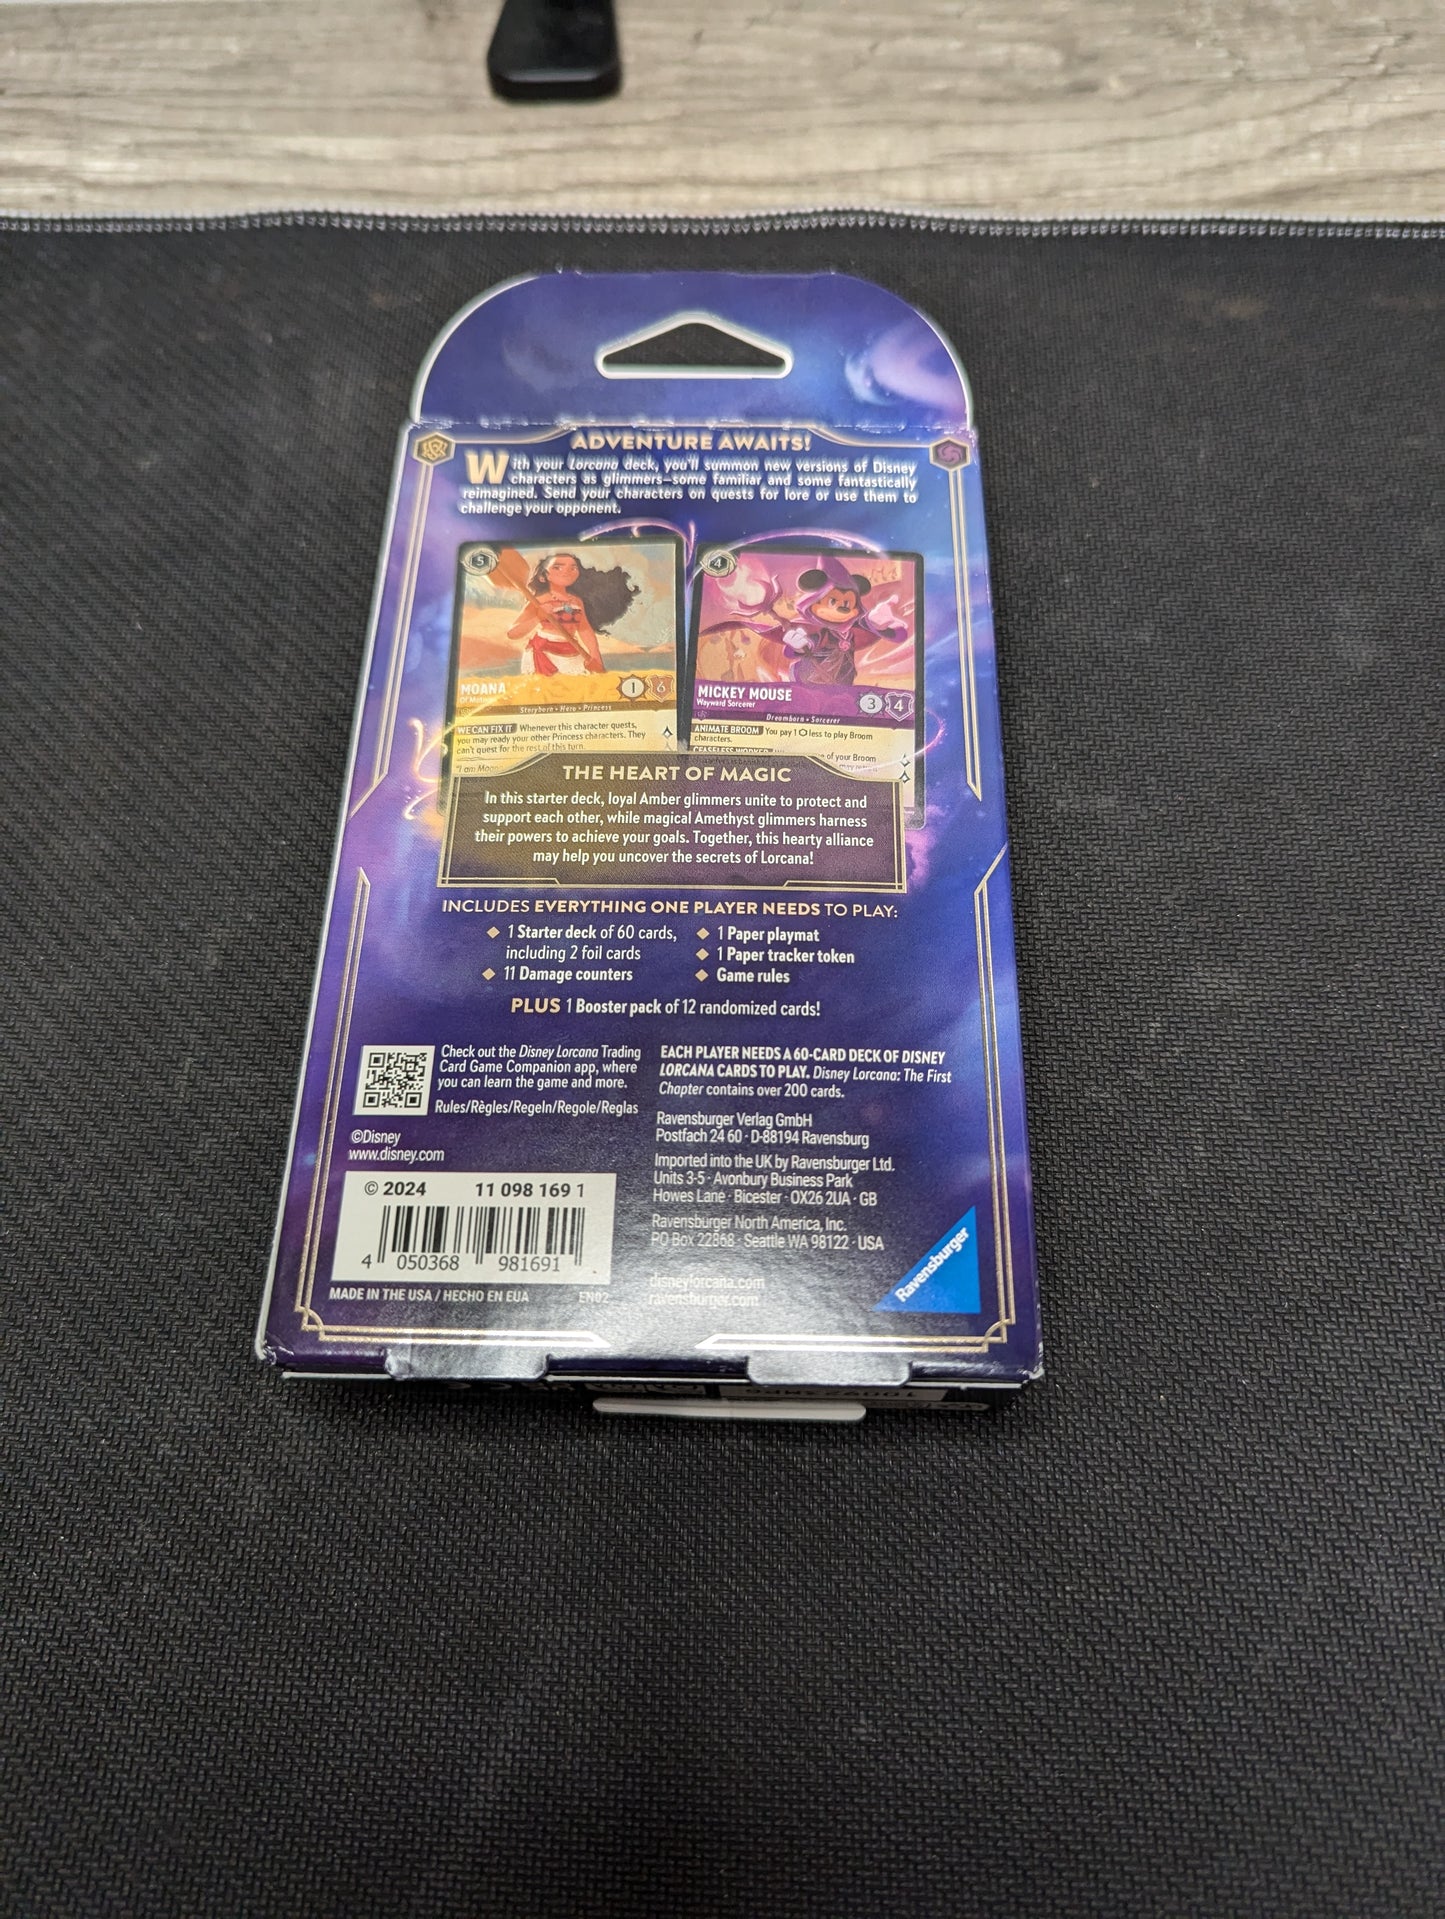 ADVENTURE AWAITS!
With your Lorcana deck, you'll summon new versions of Disney
characters as glimmers—some familiar and some fantastically
reimagined. Send your characters on quests for lore or use them to
challenge your opponent.
5
MOANA
Of
1 6
Storyborn • Hero • Princess
WE CAN FIX IT Whenever this character quests,
you may ready your other Princess characters. They
can't quest for the rest of this turn.
"I am
4
MICKEY MOUSE
Wayward Sorcerer
3 4
Dreamborn • Sorcerer
ANIMATE BROOM You pay 1 less to play Broom
characters.
of your Broom
THE HEART OF MAGIC
In this starter deck, loyal Amber glimmers unite to protect and
support each other, while magical Amethyst glimmers harness
their powers to achieve your goals. Together, this hearty alliance
may help you uncover the secrets of Lorcana!
INCLUDES EVERYTHING ONE PLAYER NEEDS TO PLAY:
1 Starter deck of 60 cards,
including 2 foil cards
11 Damage counters
1 Paper playmat
1 Paper tracker token
Game rules
PLUS 1 Booster pack of 12 randomized cards!
Check out the Disney Lorcana Trading
Card Game Companion app, where
you can learn the game and more.
Rules/Règles/Regeln/Regole/Reglas
©Disney
www.disney.com
© 2024 11 098 169 1
4 050368 981691
MADE IN THE USA / HECHO EN EUA EN02
EACH PLAYER NEEDS A 60-CARD DECK OF DISNEY
LORCANA CARDS TO PLAY. Disney Lorcana: The First
Chapter contains over 200 cards.
Ravensburger Verlag GmbH
Postfach 24 60 · D-88194 Ravensburg
Imported into the UK by Ravensburger Ltd.
Units 3-5 · Avonbury Business Park
Howes Lane · Bicester · OX26 2UA · GB
Ravensburger North America, Inc.
PO Box 22868 · Seattle WA 98122 · USA
disneylorcana.com
ravensburger.com
Ravensburger